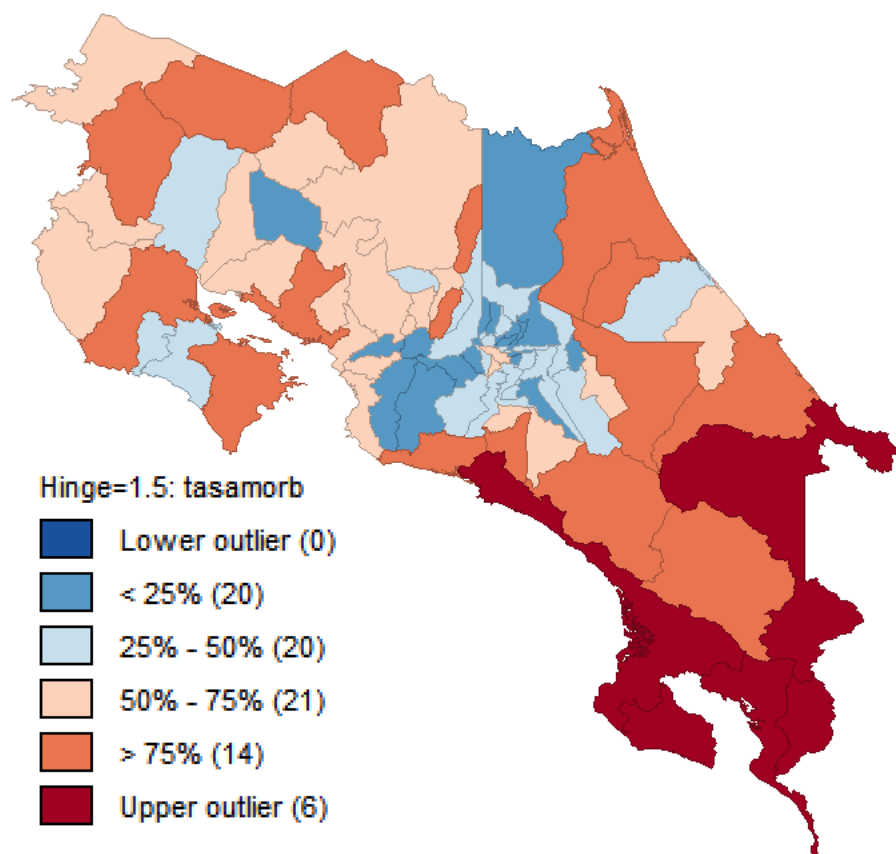 Hinge=1.5: tasamorb
Lower outlier (0)
< 25% (20)
25% - 50% (20)
50% - 75% (21)
> 75% (14)
Upper outlier (6)